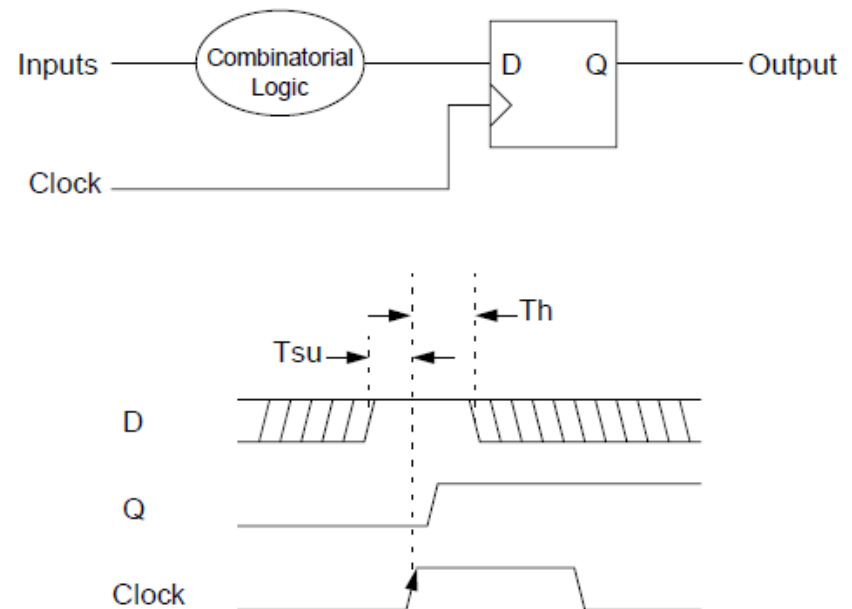 Inputs
Combinatorial
Logic
D
Q
Output
Clock
Th
Tsu
D
Q
Clock